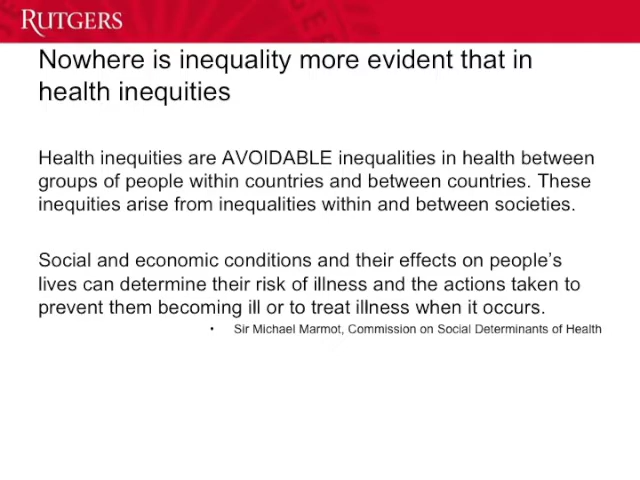 RUTGERS
Nowhere is inequality more evident that in
health inequities
Health inequities are AVOIDABLE inequalities in health between
groups of people within countries and between countries. These
inequities arise from inequalities within and between societies.
Social and economic conditions and their effects on people's
lives can determine their risk of illness and the actions taken to
prevent them becoming ill or to treat illness when it occurs.
• Sir Michael Marmot, Commission on Social Determinants of Health